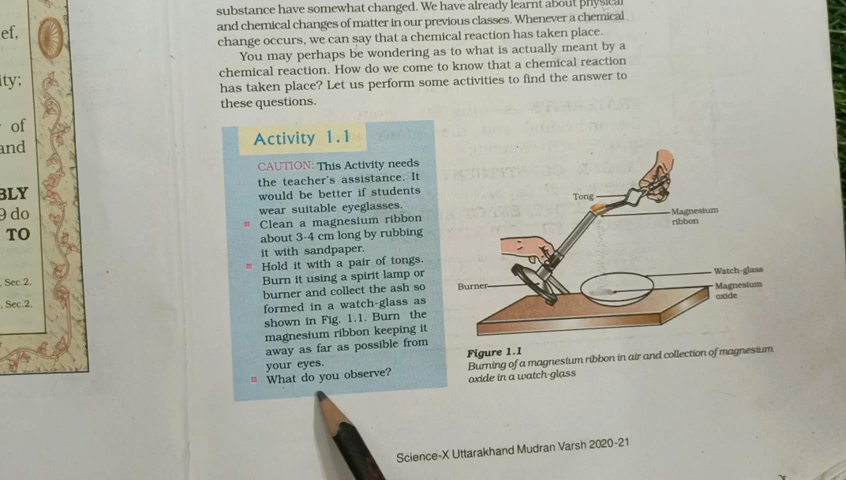 ef,
ity;
of
and
BLY
9 do
TO
Sec.2.
Sec.2.
substance have somewhat changed. We have already learnt about physical
and chemical changes of matter in our previous classes. Whenever a chemical
change occurs, we can say that a chemical reaction has taken place.
You may perhaps be wondering as to what is actually meant by a
chemical reaction. How do we come to know that a chemical reaction
has taken place? Let us perform some activities to find the answer to
these questions.
Activity 1.1
CAUTION: This Activity needs
the teacher's assistance. It
would be better if students
wear suitable eyeglasses.
Clean a magnesium ribbon
about 3-4 cm long by rubbing
it with sandpaper.
Hold it with a pair of tongs.
Burn it using a spirit lamp or
burner and collect the ash so
formed in a watch-glass as
shown in Fig. 1.1. Burn the
magnesium ribbon keeping it
away as far as possible from
your eyes.
What do you observe?
Tong
Magnesium
ribbon
Burner
Watch-glass
Magnesium
oxide
Figure 1.1
Burning of a magnesium ribbon in air and collection of magnesium
oxide in a watch-glass
Science-X Uttarakhand Mudran Varsh 2020-21